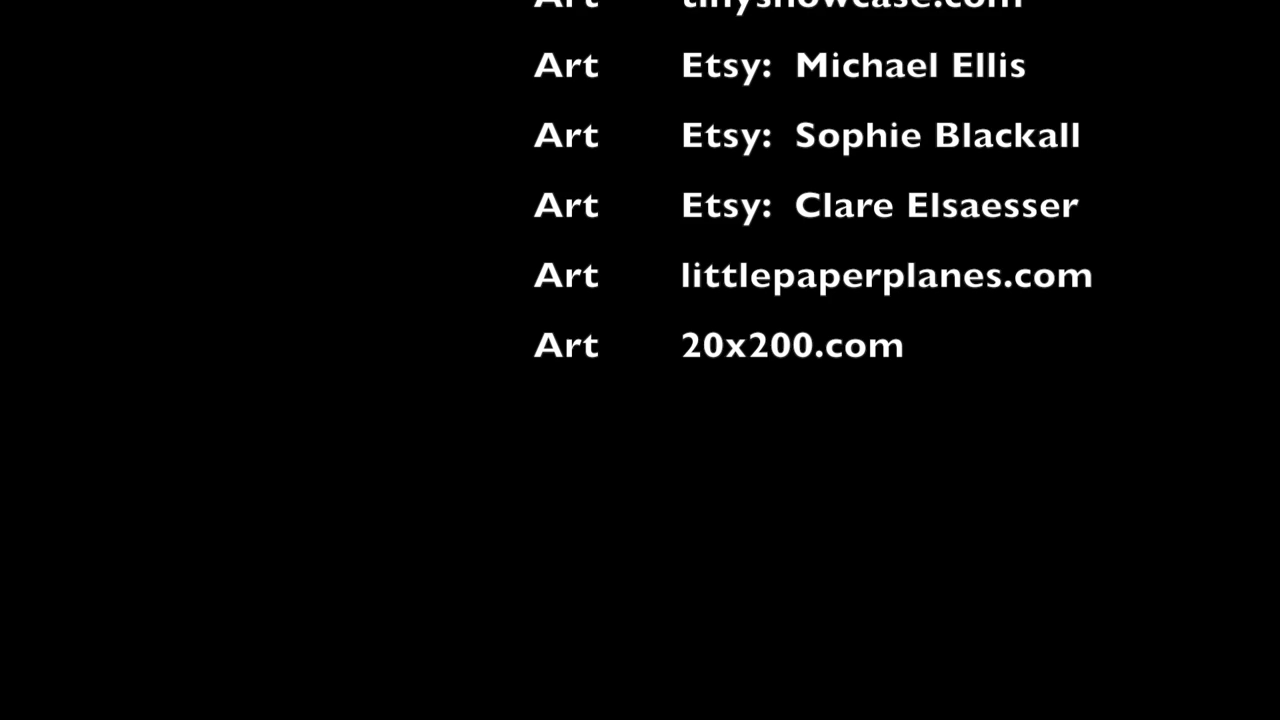 Art tinyshowcase.com
Art Etsy: Michael Ellis
Art Etsy: Sophie Blackall
Art Etsy: Clare Elsaesser
Art littlepaperplanes.com
Art 20x200.com